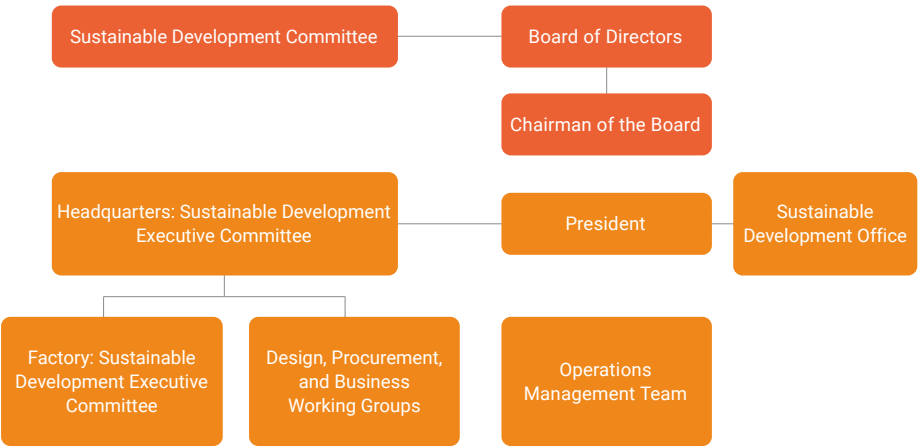 Sustainable Development Committee
Board of Directors
Chairman of the Board
Headquarters: Sustainable Development
Executive Committee
President
Sustainable
Development Office
Factory: Sustainable
Development Executive
Committee
Design, Procurement,
and Business
Working Groups
Operations
Management Team